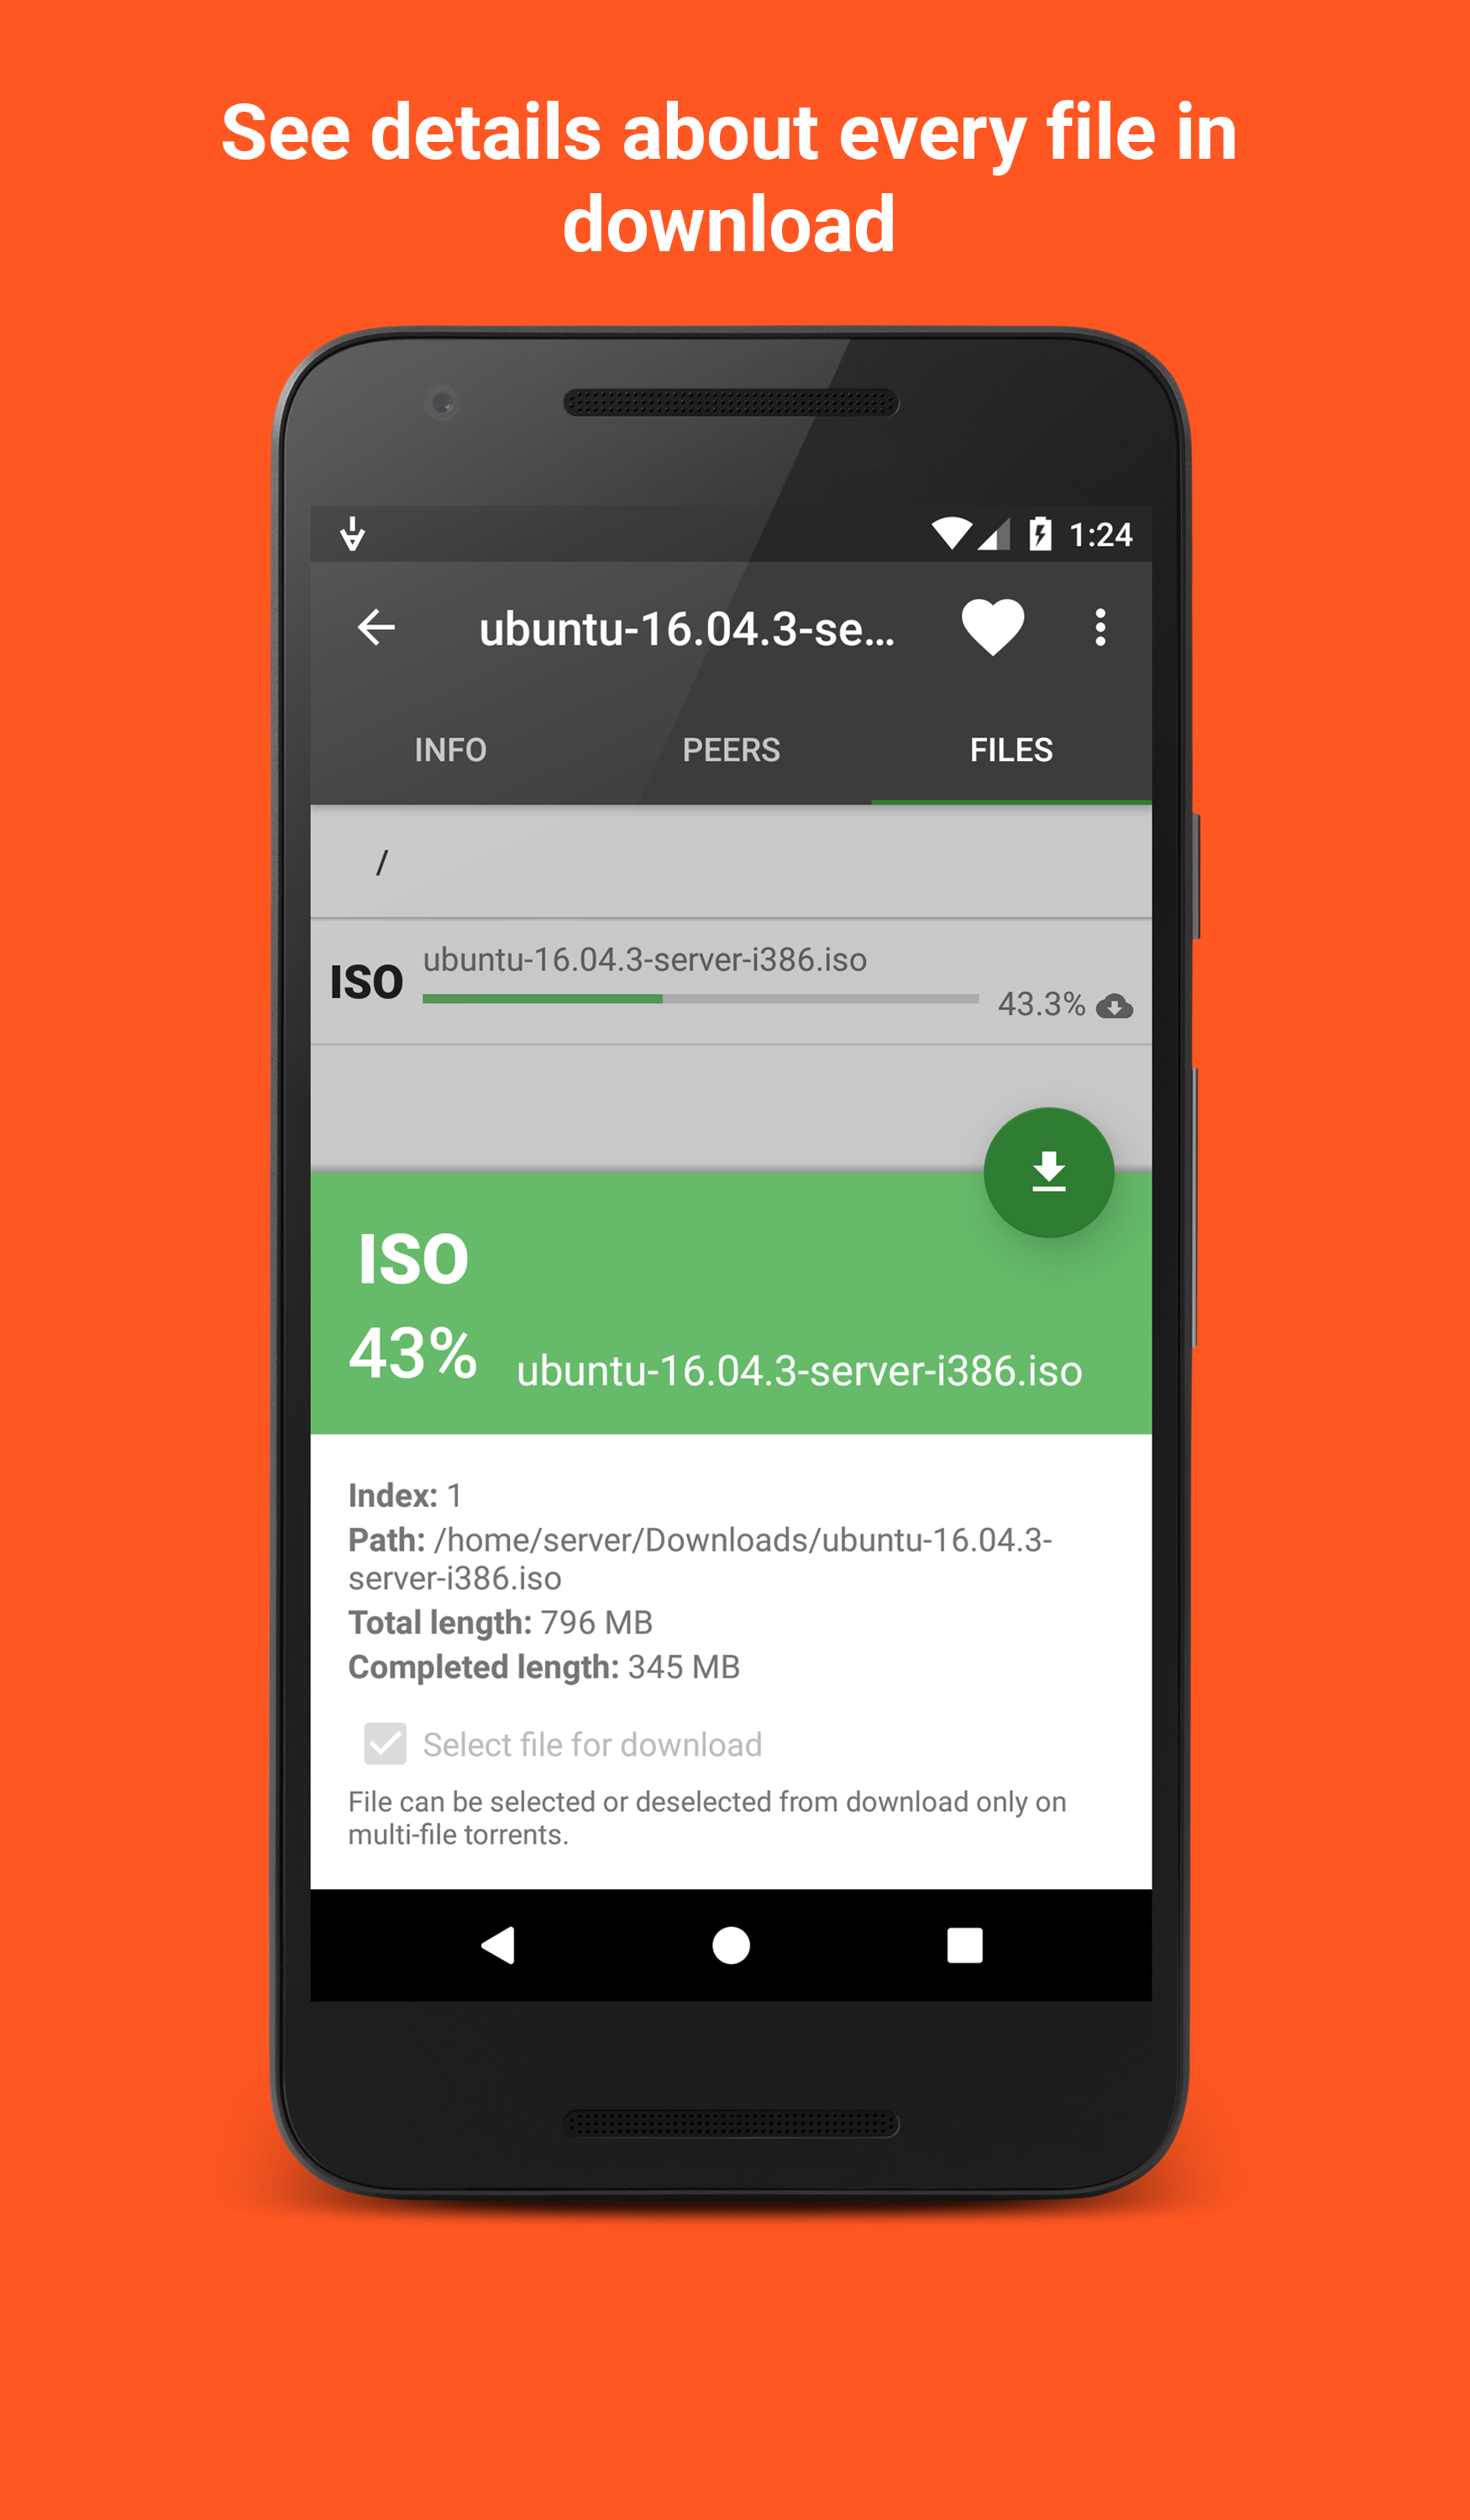 See details about every file in
download
1:24
ubuntu-16.04.3-se...
INFO PEERS FILES
/
ISO ubuntu-16.04.3-server-i386.iso
43.3%
ISO
43% ubuntu-16.04.3-server-i386.iso
Index: 1
Path: /home/server/Downloads/ubuntu-16.04.3-
server-i386.iso
Total length: 796 MB
Completed length: 345 MB
Select file for download
File can be selected or deselected from download only on
multi-file torrents.